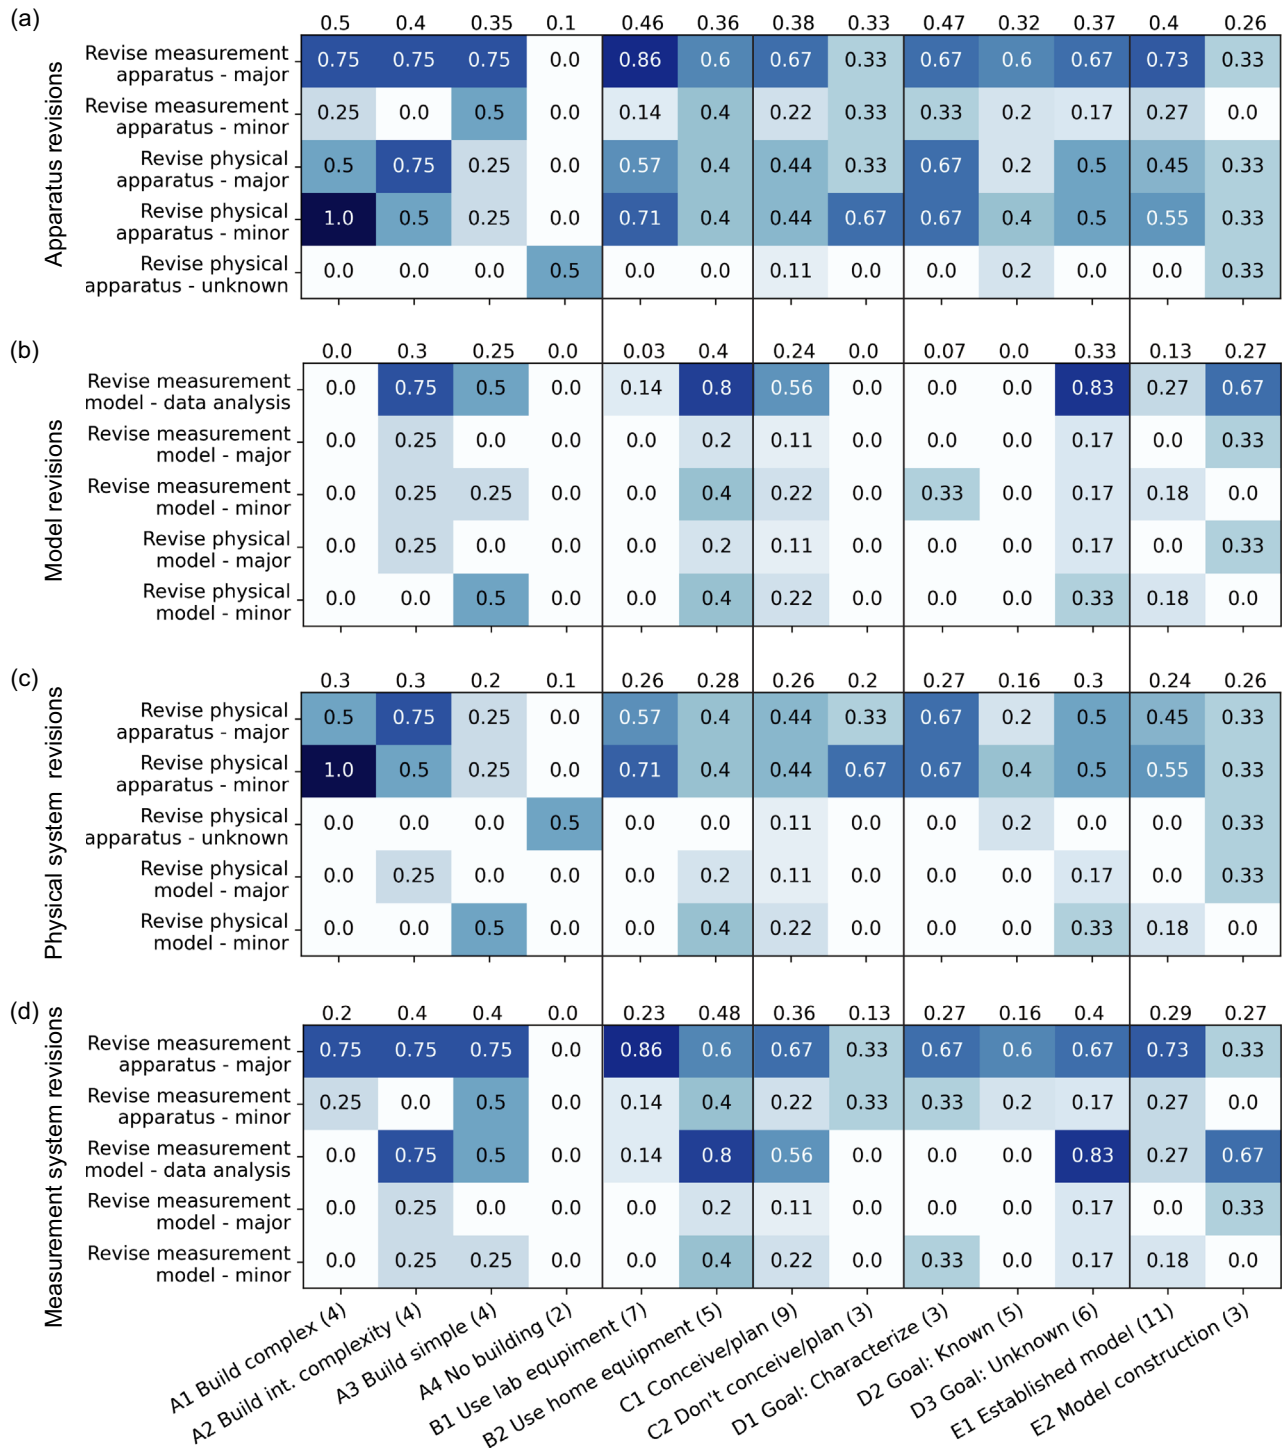 (a)
0.5 0.4 0.35 0.1 0.46 0.36 0.38 0.33 0.47 0.32 0.37 0.4 0.26
Apparatus revisions
Revise measurement
apparatus - major
0.75 0.75 0.75 0.0 0.86 0.6 0.67 0.33 0.67 0.6 0.67 0.73 0.33
Revise measurement
apparatus - minor
0.25 0.0 0.5 0.0 0.14 0.4 0.22 0.33 0.33 0.2 0.17 0.27 0.0
Revise physical
apparatus - major
0.5 0.75 0.25 0.0 0.57 0.4 0.44 0.33 0.67 0.2 0.5 0.45 0.33
Revise physical
apparatus - minor
1.0 0.5 0.25 0.0 0.71 0.4 0.44 0.67 0.67 0.4 0.5 0.55 0.33
Revise physical
apparatus - unknown
0.0 0.0 0.0 0.5 0.0 0.0 0.11 0.0 0.0 0.2 0.0 0.0 0.33
(b)
0.0 0.3 0.25 0.0 0.03 0.4 0.24 0.0 0.07 0.0 0.33 0.13 0.27
Model revisions
Revise measurement
model - data analysis
0.0 0.75 0.5 0.0 0.14 0.8 0.56 0.0 0.0 0.0 0.83 0.27 0.67
Revise measurement
model - major
0.0 0.25 0.0 0.0 0.0 0.2 0.11 0.0 0.0 0.0 0.17 0.0 0.33
Revise measurement
model - minor
0.0 0.25 0.25 0.0 0.0 0.4 0.22 0.0 0.33 0.0 0.17 0.18 0.0
Revise physical
model - major
0.0 0.25 0.0 0.0 0.0 0.2 0.11 0.0 0.0 0.0 0.17 0.0 0.33
Revise physical
model - minor
0.0 0.0 0.5 0.0 0.0 0.4 0.22 0.0 0.0 0.0 0.33 0.18 0.0
(c)
0.3 0.3 0.2 0.1 0.26 0.28 0.26 0.2 0.27 0.16 0.3 0.24 0.26
Physical system revisions
Revise physical
apparatus - major
0.5 0.75 0.25 0.0 0.57 0.4 0.44 0.33 0.67 0.2 0.5 0.45 0.33
Revise physical
apparatus - minor
1.0 0.5 0.25 0.0 0.71 0.4 0.44 0.67 0.67 0.4 0.5 0.55 0.33
Revise physical
apparatus - unknown
0.0 0.0 0.0 0.5 0.0 0.0 0.11 0.0 0.0 0.2 0.0 0.0 0.33
Revise physical
model - major
0.0 0.25 0.0 0.0 0.0 0.2 0.11 0.0 0.0 0.0 0.17 0.0 0.33
Revise physical
model - minor
0.0 0.0 0.5 0.0 0.0 0.4 0.22 0.0 0.0 0.0 0.33 0.18 0.0
(d)
0.2 0.4 0.4 0.0 0.23 0.48 0.36 0.13 0.27 0.16 0.4 0.29 0.27
Measurement system revisions
Revise measurement
apparatus - major
0.75 0.75 0.75 0.0 0.86 0.6 0.67 0.33 0.67 0.6 0.67 0.73 0.33
Revise measurement
apparatus - minor
0.25 0.0 0.5 0.0 0.14 0.4 0.22 0.33 0.33 0.2 0.17 0.27 0.0
Revise measurement
model - data analysis
0.0 0.75 0.5 0.0 0.14 0.8 0.56 0.0 0.0 0.0 0.83 0.27 0.67
Revise measurement
model - major
0.0 0.25 0.0 0.0 0.0 0.2 0.11 0.0 0.0 0.0 0.17 0.0 0.33
Revise measurement
model - minor
0.0 0.25 0.25 0.0 0.0 0.4 0.22 0.0 0.33 0.0 0.17 0.18 0.0
A1 Build complex (4)
A2 Build int. complexity (4)
A3 Build simple (4)
A4 No building (2)
B1 Use lab equpiment (7)
B2 Use home equipment (5)
C1 Conceive/plan (9)
C2 Don't conceive/plan (3)
D1 Goal: Characterize (3)
D2 Goal: Known (5)
D3 Goal: Unknown (6)
E1 Established model (11)
E2 Model construction (3)